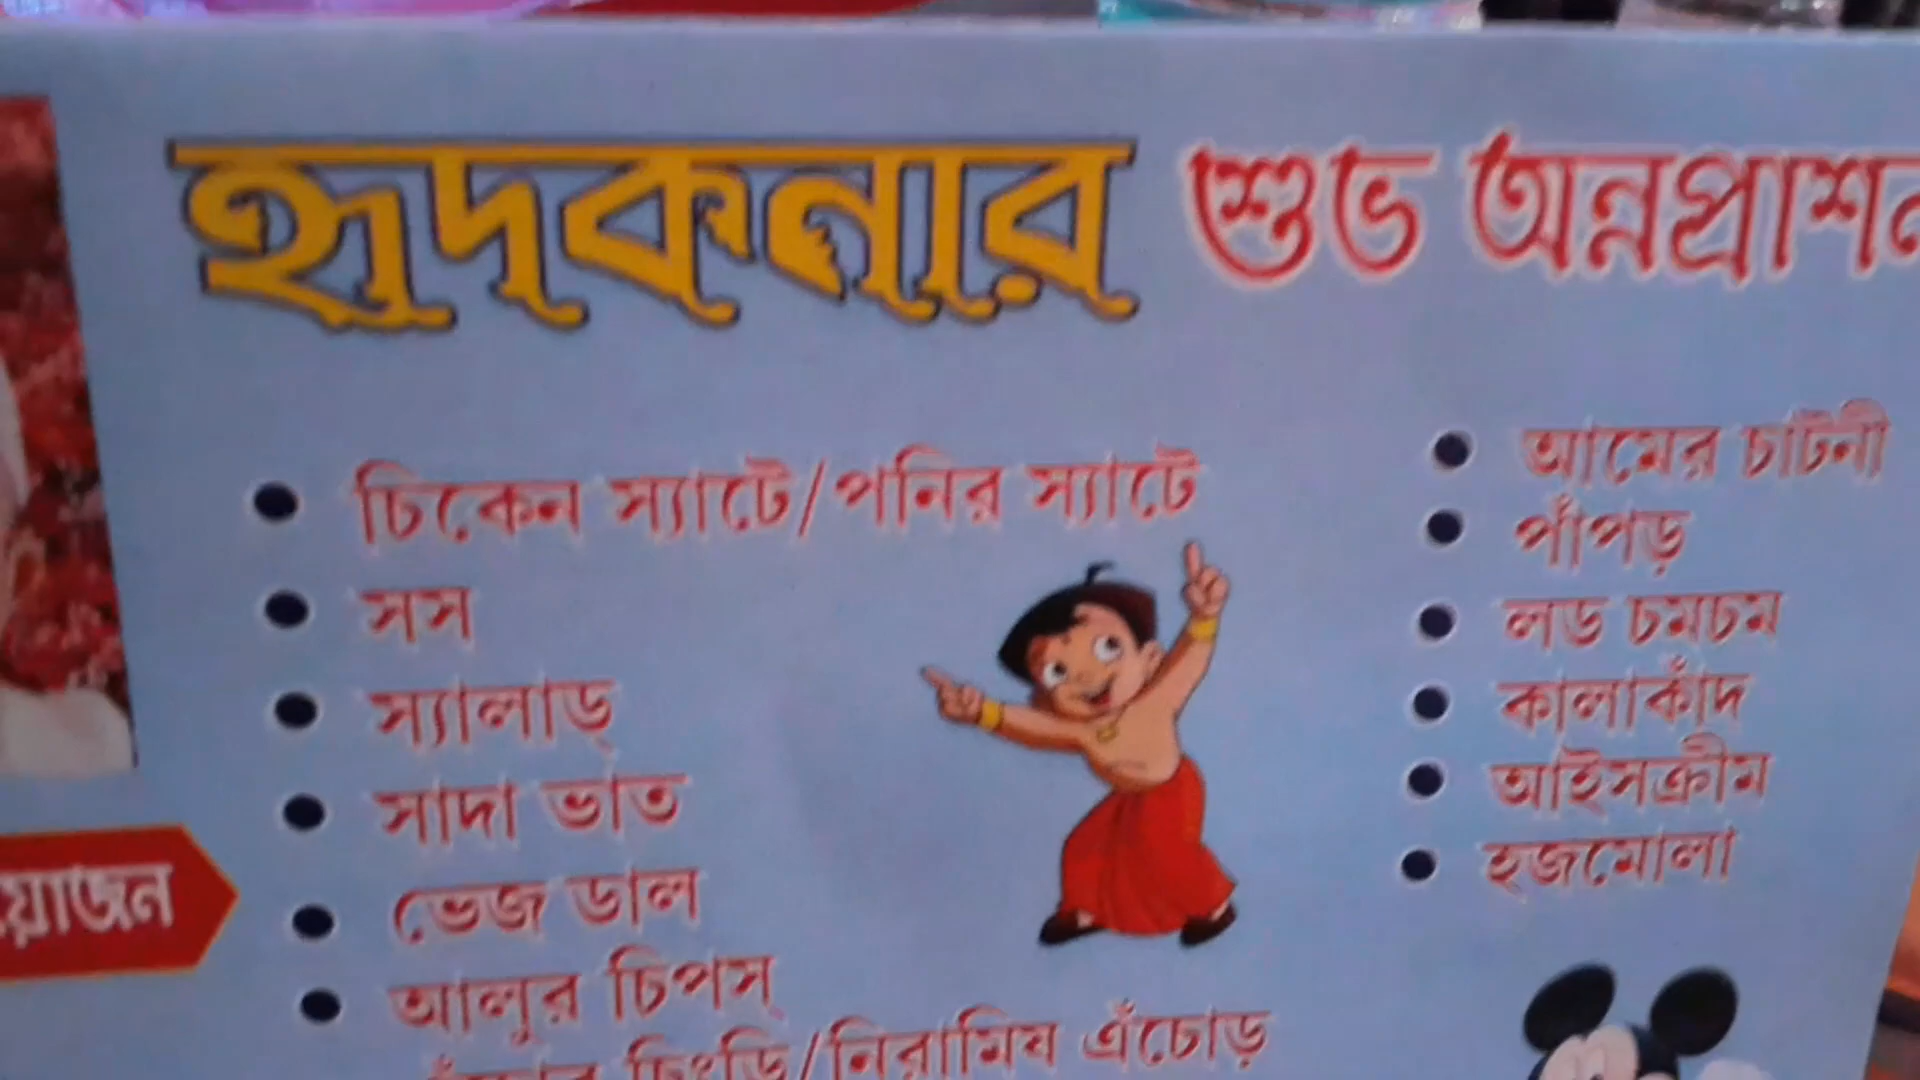 হৃদকনার শুভ অন্নপ্রাশন
চিকেন স্যাটে/পনির স্যাটে
সস
স্যালাড্
সাদা ভাত
ভেজ ডাল
আলুর চিপস্
চিংড়ি/নিরামিষ এঁচোড়
আমের চাটনী
পাঁপড়
লড চমচম
কালাকাঁদ
আইসক্রীম
হজমোলা
য়োজন